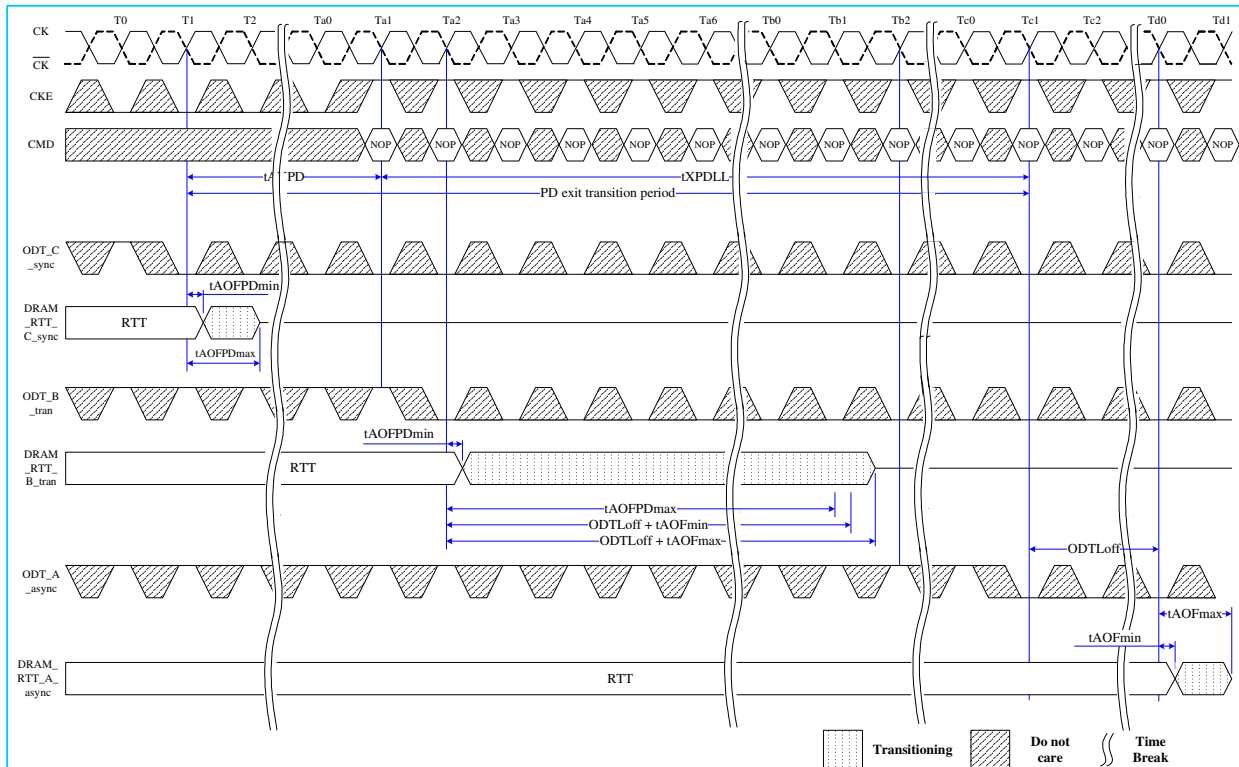 T0 T1 T2 Ta0 Ta1 Ta2 Ta3 Ta4 Ta5 Ta6 Tb0 Tb1 Tb2 Tc0 Tc1 Tc2 Td0 Td1
CK
CK
CKE
CMD
NOP NOP NOP NOP NOP NOP NOP NOP NOP NOP NOP NOP NOP NOP
tXPDLL
PD exit transition period
ODT_C
_sync
tAOFPDmin
DRAM
_RTT_
C_sync
RTT
tAOFPDmax
ODT_B
_tran
tAOFPDmin
DRAM
_RTT_
B_tran
RTT
tAOFPDmax
ODTLoff + tAOFmin
ODTLoff + tAOFmax
ODTLoff
ODT_A
_async
tAOFmax
tAOFmin
DRAM_
RTT_A_
async
RTT
Transitioning
Do not
care
Time
Break